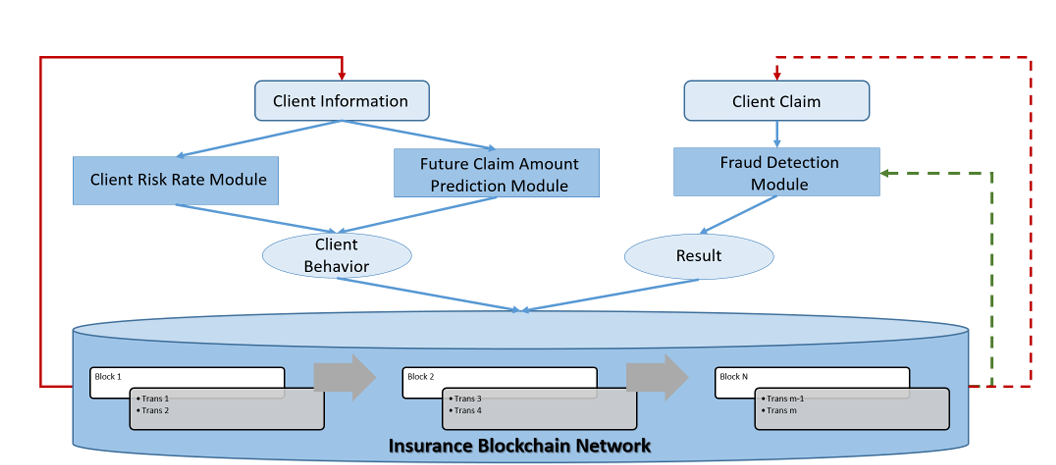 Client Information
Client Claim
Client Risk Rate Module
Future Claim Amount
Prediction Module
Fraud Detection
Module
Client
Behavior
Result
Block 1
• Trans 1
• Trans 2
Block 2
• Trans 3
• Trans 4
Block N
• Trans m-1
• Trans m
Insurance Blockchain Network